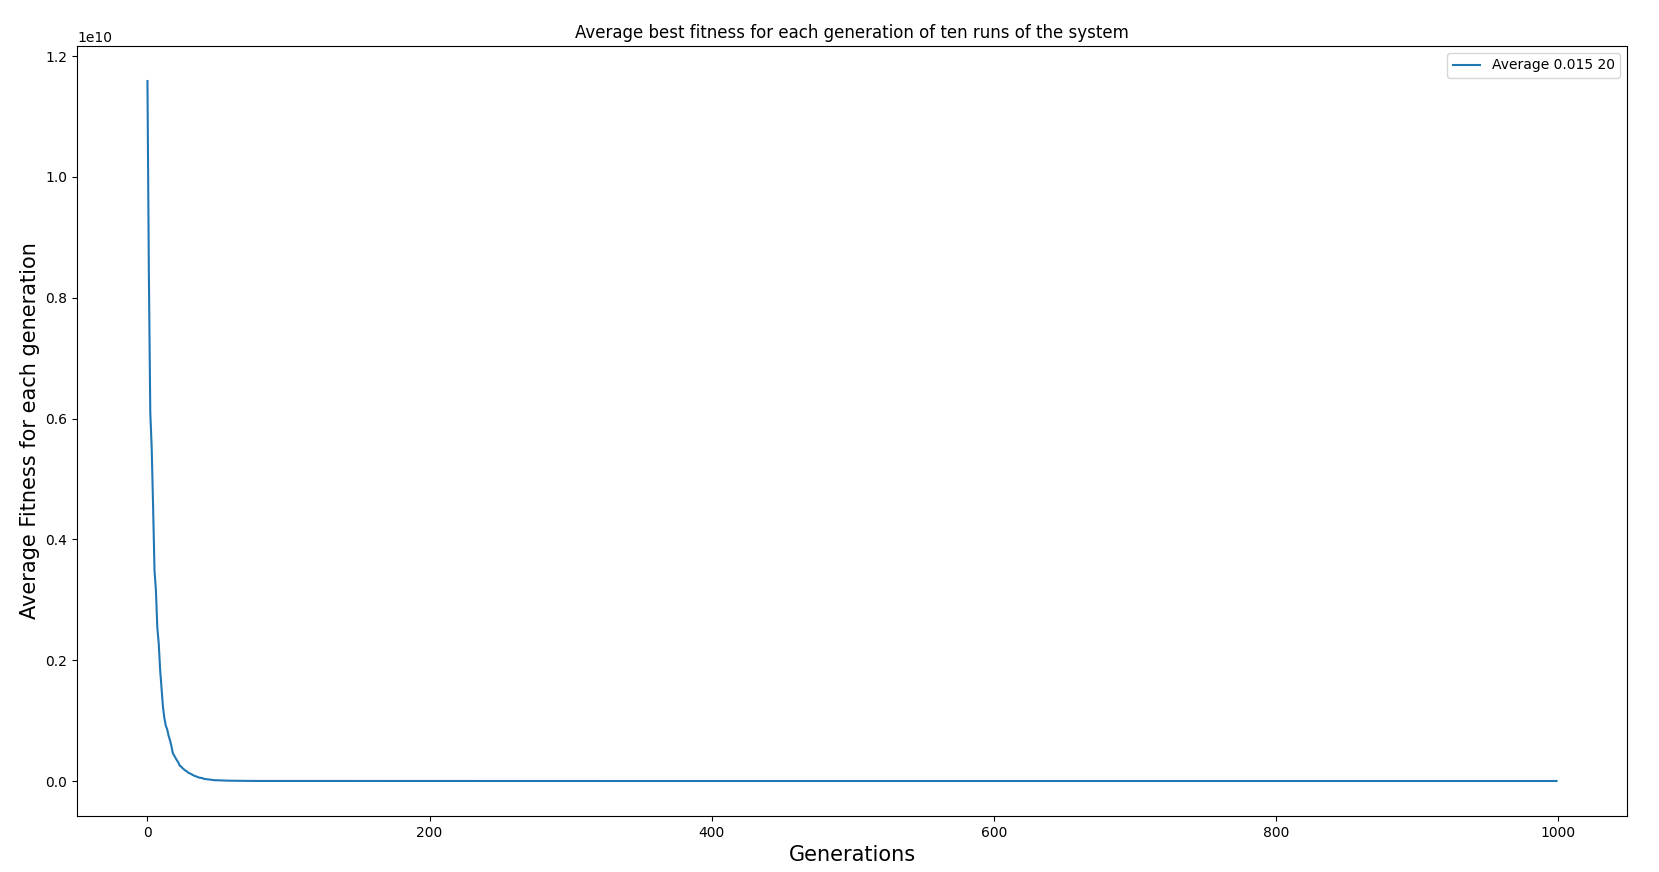 Average best fitness for each generation of ten runs of the system
1e10
Average 0.015 20
1.2
1.0
0.8
0.6
0.4
0.2
0.0
Average Fitness for each generation
0 200 400 600 800 1000
Generations